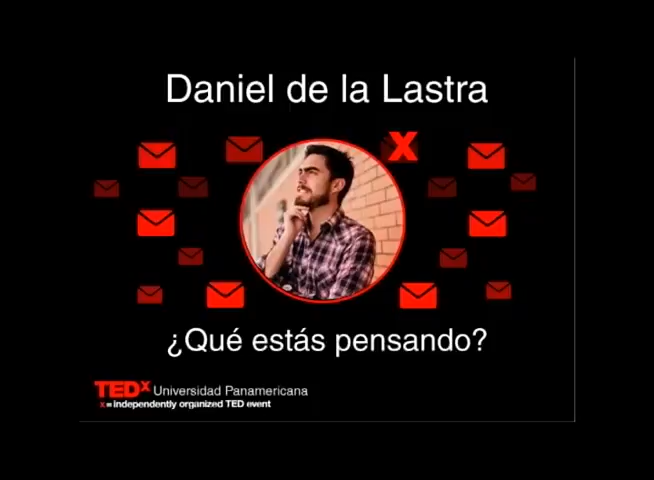 Daniel de la Lastra
X
¿Qué estás pensando?
TEDx Universidad Panamericana
x = independently organized TED event